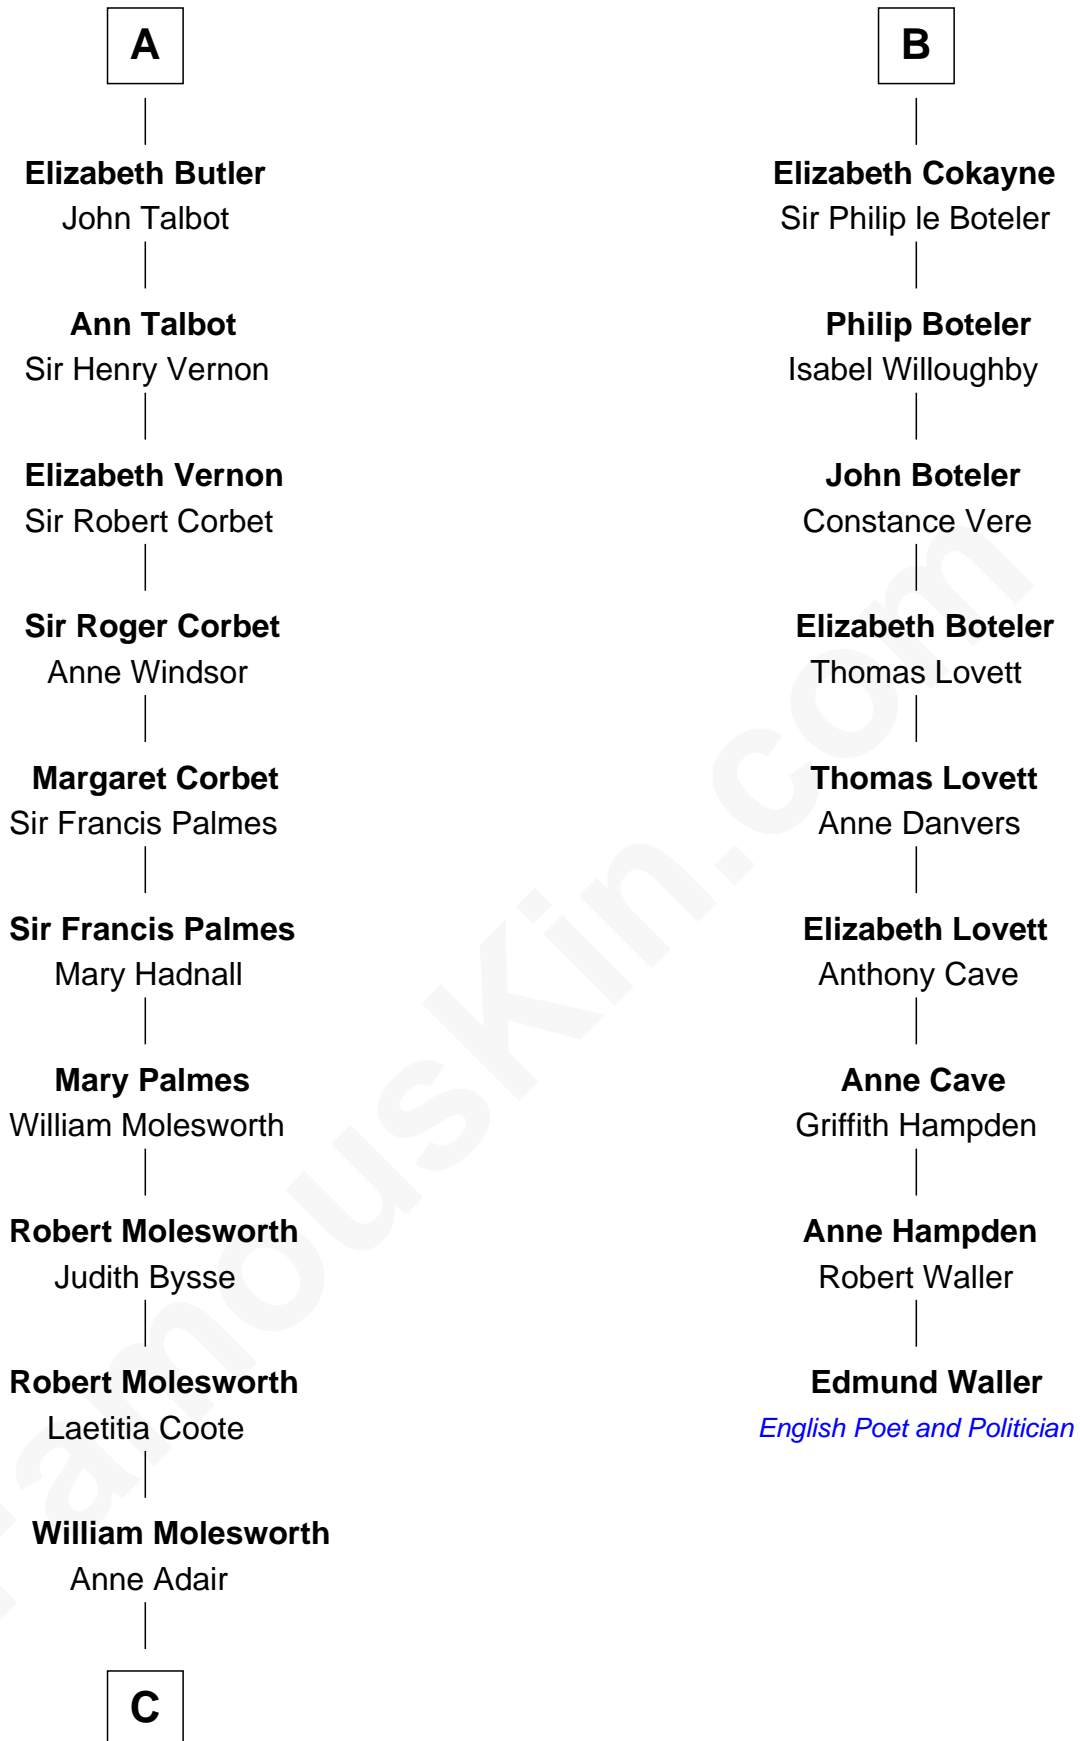 A
Elizabeth Butler
John Talbot
Ann Talbot
Sir Henry Vernon
Elizabeth Vernon
Sir Robert Corbet
Sir Roger Corbet
Anne Windsor
Margaret Corbet
Sir Francis Palmes
Sir Francis Palmes
Mary Hadnall
Mary Palmes
William Molesworth
Robert Molesworth
Judith Bysse
Robert Molesworth
Laetitia Coote
William Molesworth
Anne Adair
C
B
Elizabeth Cokayne
Sir Philip le Boteler
Philip Boteler
Isabel Willoughby
John Boteler
Constance Vere
Elizabeth Boteler
Thomas Lovett
Thomas Lovett
Anne Danvers
Elizabeth Lovett
Anthony Cave
Anne Cave
Griffith Hampden
Anne Hampden
Robert Waller
Edmund Waller
English Poet and Politician
FamousKin.com